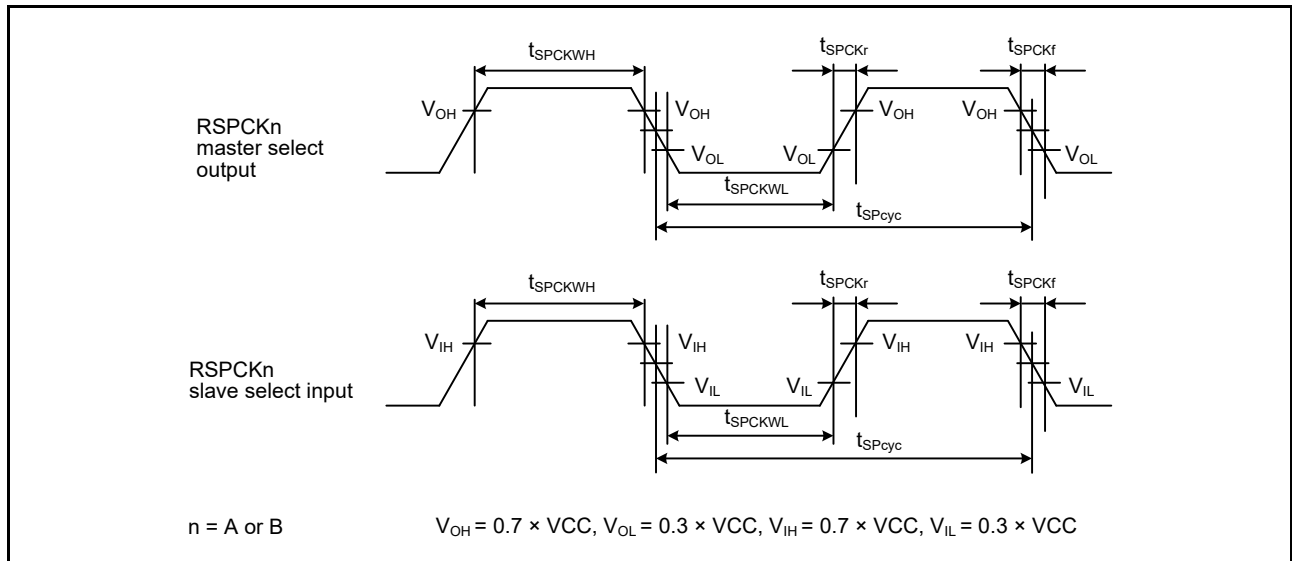 tSPCKWH
tSPCKr
tSPCKf
VOH
VOH
VOH
VOH
RSPCKn
master select
output
VOL
VOL
VOL
tSPCKWL
tSPcyc
tSPCKWH
tSPCKr
tSPCKf
VIH
VIH
VIH
VIH
RSPCKn
slave select input
VIL
VIL
VIL
tSPCKWL
tSPcyc
n = A or B
VOH = 0.7 × VCC, VOL = 0.3 × VCC, VIH = 0.7 × VCC, VIL = 0.3 × VCC